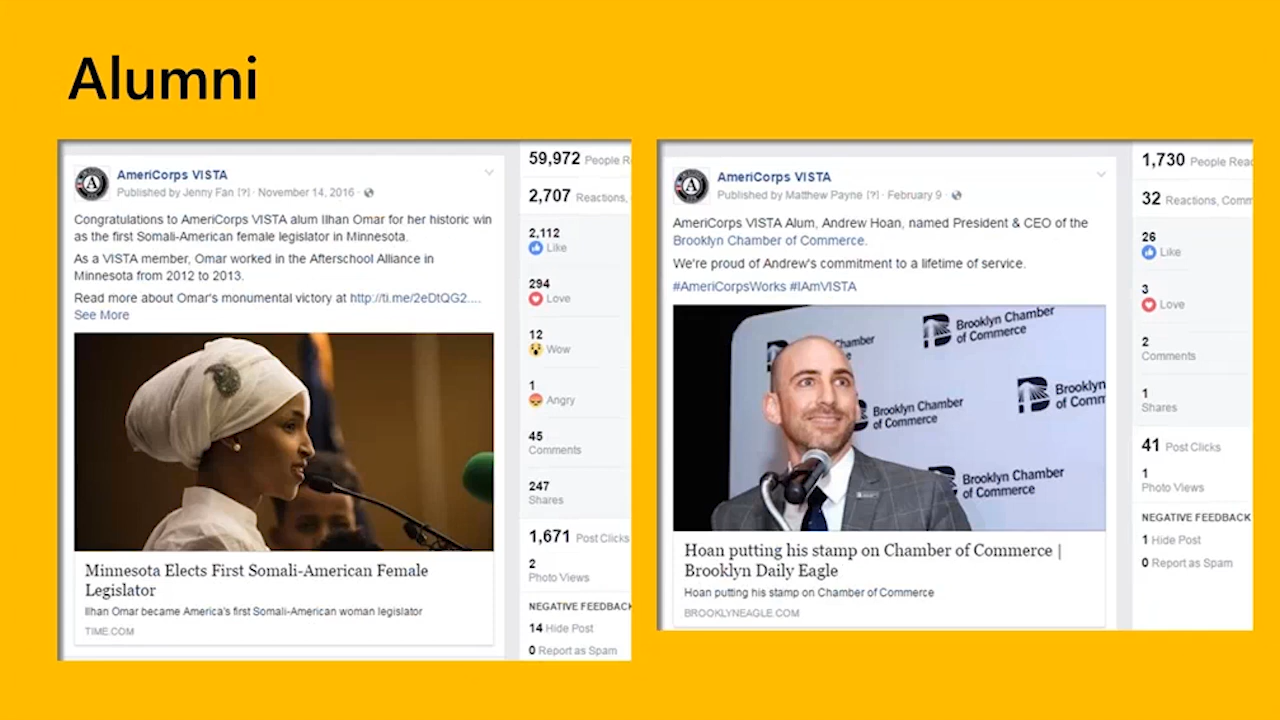 Alumni
AmeriCorps VISTA
Published by Jenny Fan [?] · November 14, 2016 ·
Congratulations to AmeriCorps VISTA alum Ilhan Omar for her historic win
as the first Somali-American female legislator in Minnesota.
As a VISTA member, Omar worked in the Afterschool Alliance in
Minnesota from 2012 to 2013.
Read more about Omar's monumental victory at http://ti.me/2eDtQG2....
See More
Minnesota Elects First Somali-American Female
Legislator
Ilhan Omar became America's first Somali-American woman legislator
TIME.COM
59,972 People R
2,707 Reactions,
2,112
Like
294
Love
12
Wow
1
Angry
45
Comments
247
Shares
1,671 Post Clicks
2
Photo Views
NEGATIVE FEEDBACK
14 Hide Post
0 Report as Spam
AmeriCorps VISTA
Published by Matthew Payne [?] · February 9 ·
AmeriCorps VISTA Alum, Andrew Hoan, named President & CEO of the
Brooklyn Chamber of Commerce.
We're proud of Andrew's commitment to a lifetime of service.
#AmeriCorpsWorks #IAmVISTA
Brooklyn Chamber
of Commerce
Brooklyn
of Comm
Brooklyn Chamber
of Commerce
Brooklyn Chamber
of Commerce
Hoan putting his stamp on Chamber of Commerce |
Brooklyn Daily Eagle
Hoan putting his stamp on Chamber of Commerce
BROOKLYNEAGLE.COM
1,730 People Reac
32 Reactions, Comm
26
Like
3
Love
2
Comments
1
Shares
41 Post Clicks
1
Photo Views
NEGATIVE FEEDBACK
1 Hide Post
0 Report as Spam